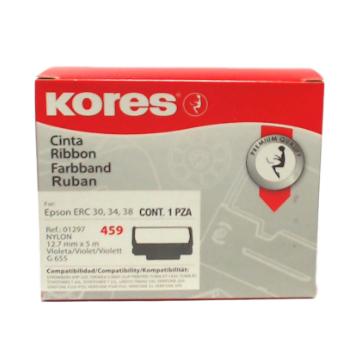 KORES
Cinta
Ribbon
Farbband
Ruban
PREMIUM QUALITY
For:
Epson ERC 30, 34, 38 CONT. 1 PZA
Ref.: 01297 459
NYLON
12.7 mm x 5 m
Violeta/Violet/Violett
G 655
Compatibilidad/Compatibility/Kompatibilität: